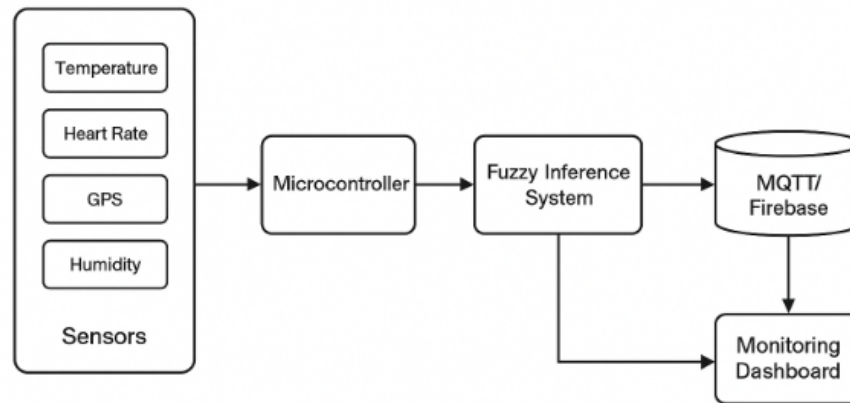 Temperature
Heart Rate
GPS
Humidity
Sensors
Microcontroller
Fuzzy Inference
System
MQTT/
Firebase
Monitoring
Dashboard